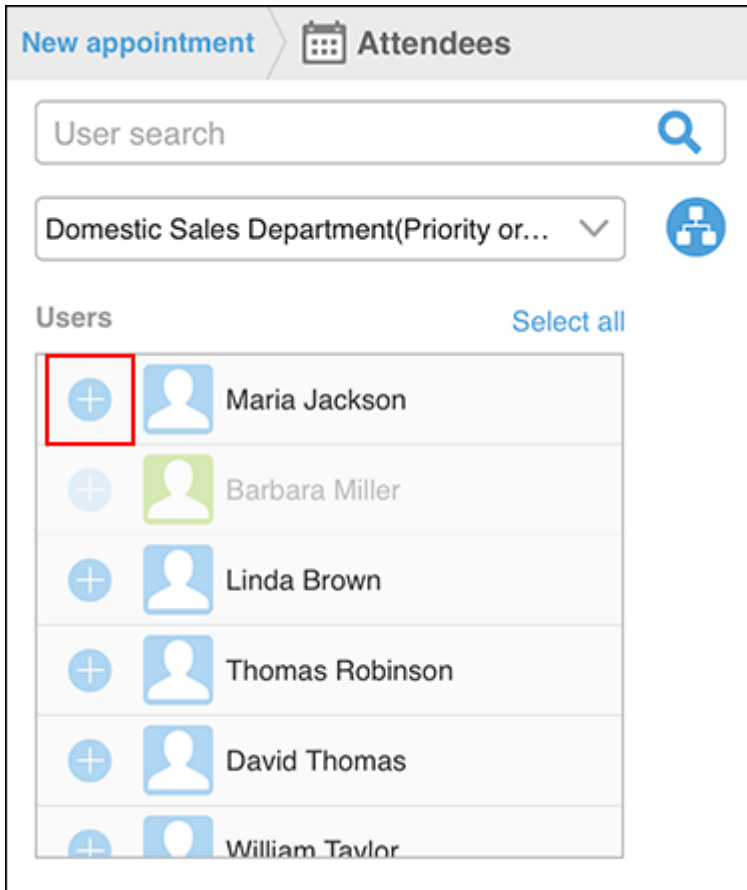 New appointment Attendees
User search
Domestic Sales Department(Priority or...
Users Select all
Maria Jackson
Barbara Miller
Linda Brown
Thomas Robinson
David Thomas
William Taylor